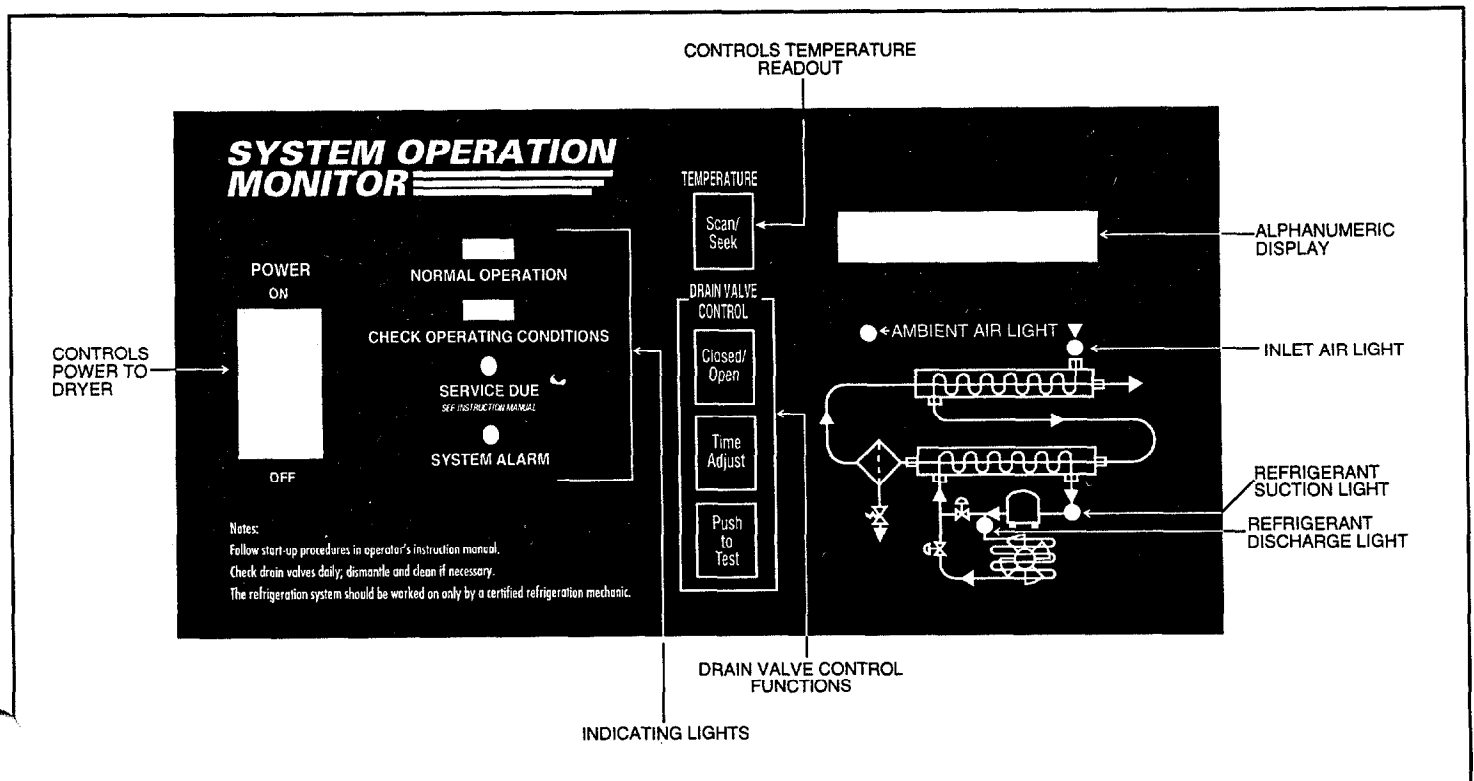 CONTROLS TEMPERATURE
READOUT
SYSTEM OPERATION
MONITOR
POWER
ON
OFF
NORMAL OPERATION
CHECK OPERATING CONDITIONS
SERVICE DUE
SEE INSTRUCTION MANUAL
SYSTEM ALARM
Notes:
Follow start-up procedures in operator's instruction manual.
Check drain valves daily; dismantle and clean if necessary.
The refrigeration system should be worked on only by a certified refrigeration mechanic.
TEMPERATURE
Scan/
Seek
DRAIN VALVE
CONTROL
Closed/
Open
Time
Adjust
Push
to
Test
AMBIENT AIR LIGHT
CONTROLS
POWER TO
DRYER
ALPHANUMERIC
DISPLAY
INLET AIR LIGHT
REFRIGERANT
SUCTION LIGHT
REFRIGERANT
DISCHARGE LIGHT
DRAIN VALVE CONTROL
FUNCTIONS
INDICATING LIGHTS